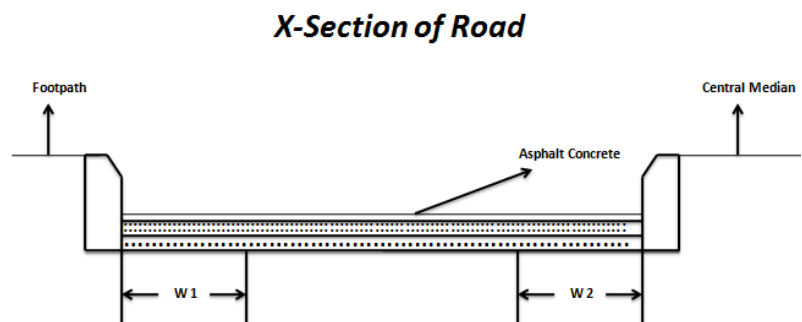 X-Section of Road
Footpath
Central Median
Asphalt Concrete
W 1
W 2